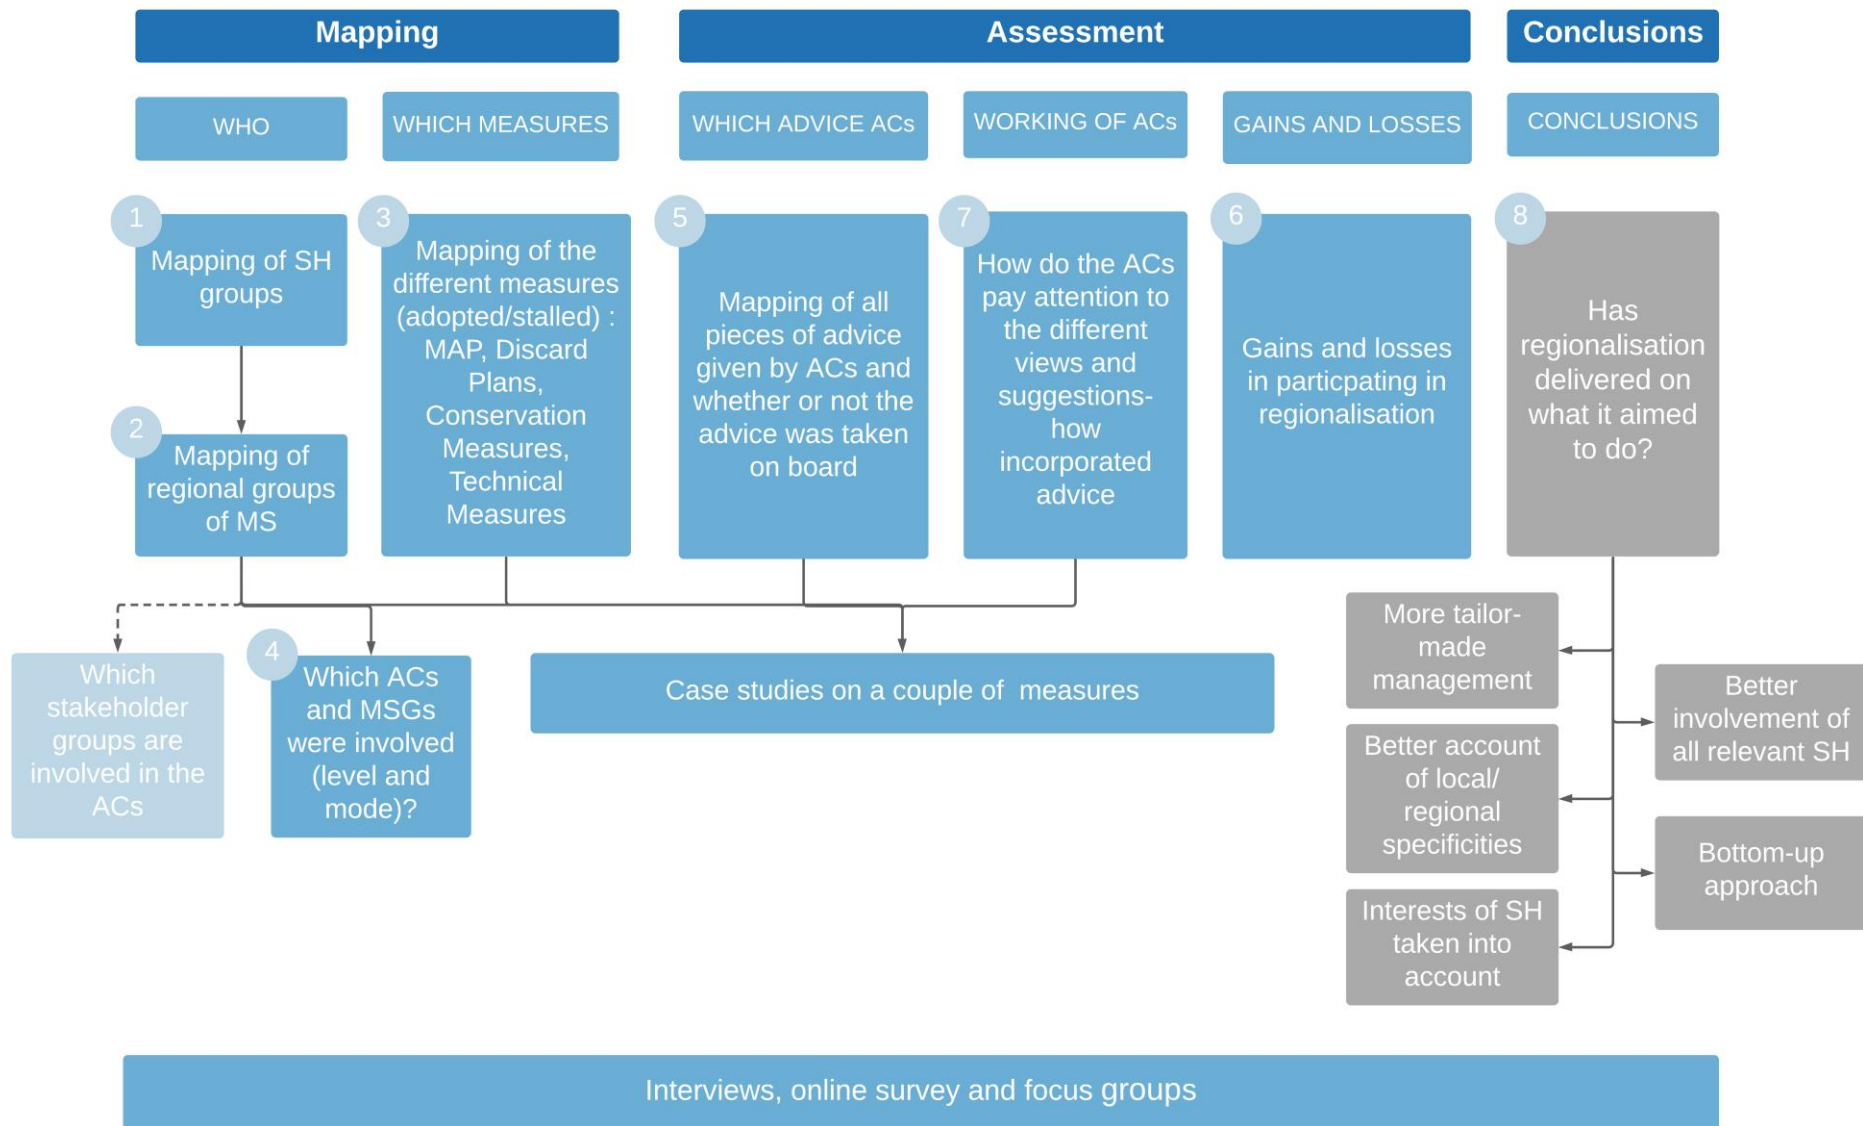 Mapping
Assessment
Conclusions
WHO
WHICH MEASURES
WHICH ADVICE ACs
WORKING OF ACs
GAINS AND LOSSES
CONCLUSIONS
1
Mapping of SH
groups
2
Mapping of
regional groups
of MS
3
Mapping of the
different measures
(adopted/stalled) :
MAP, Discard
Plans,
Conservation
Measures,
Technical
Measures
5
Mapping of all
pieces of advice
given by ACs and
whether or not the
advice was taken
on board
7
How do the ACs
pay attention to
the different
views and
suggestions-
how
incorporated
advice
6
Gains and losses
in particpating in
regionalisation
8
Has
regionalisation
delivered on
what it aimed
to do?
Which
stakeholder
groups are
involved in the
ACs
4
Which ACs
and MSGs
were involved
(level and
mode)?
Case studies on a couple of measures
More tailor-
made
management
Better account
of local/
regional
specificities
Interests of SH
taken into
account
Better
involvement of
all relevant SH
Bottom-up
approach
Interviews, online survey and focus groups